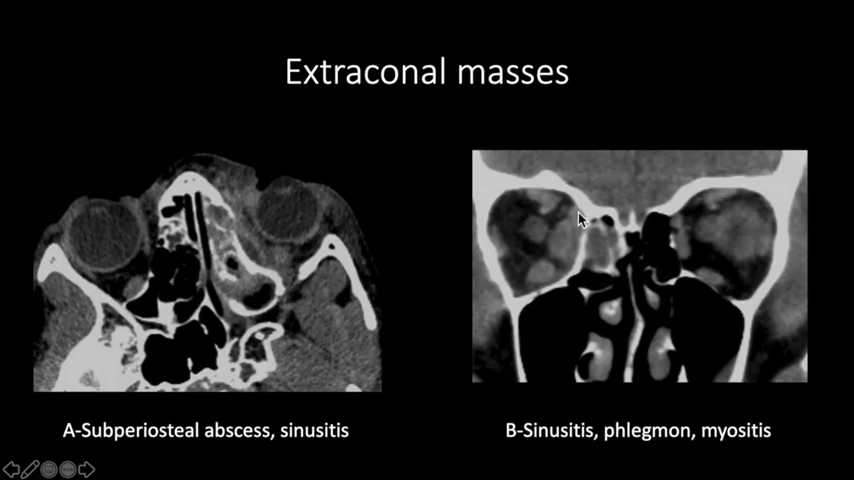 Extraconal masses
A-Subperiosteal abscess, sinusitis
B-Sinusitis, phlegmon, myositis